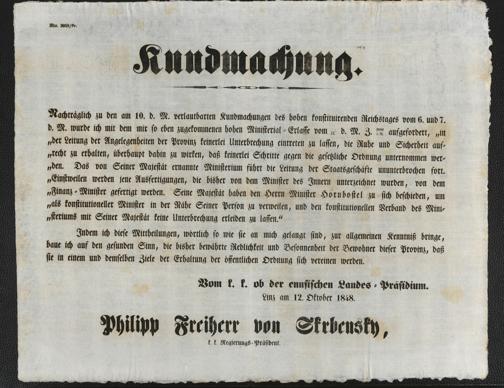 Kundmachung.
Nachträglich zu den am 10. d. M. verlautbarten Kundmachungen des hohen konstituirenden Reichstages vom 6. und 7.
d. M. wurde ich mit dem mir so eben zugekommenen hohen Ministerial-Erlasse vom d. M. Z. aufgefordert, „in
„der Leitung der Angelegenheiten der Provinz keinerlei Unterbrechung eintreten zu lassen, die Ruhe und Sicherheit auf-
„recht zu erhalten, überhaupt dahin zu wirken, daß keinerlei Schritte gegen die gesetzliche Ordnung unternommen wer-
„den. Das von Seiner Majestät ernannte Ministerium führt die Leitung der Staatsgeschäfte ununterbrochen fort.
„Einstweilen werden jene Ausfertigungen, die bisher von dem Minister des Innern unterzeichnet wurden, von dem
„Finanz-Minister gefertigt werden. Seine Majestät haben den Herrn Minister Hornbostel zu sich beschieden, um
„als konstitutioneller Minister in der Nähe Seiner Person zu verweilen, und den konstitutionellen Verband des Mini-
„steriums mit Seiner Majestät keine Unterbrechung erleiden zu lassen.“
Indem ich diese Mittheilungen, wörtlich so wie sie an mich gelangt sind, zur allgemeinen Kenntniß bringe,
baue ich auf den gesunden Sinn, die bisher bewährte Redlichkeit und Besonnenheit der Bewohner dieser Provinz, daß
sie in einem und demselben Ziele der Erhaltung der öffentlichen Ordnung sich vereinen werden.
Vom k. k. ob der ennsischen Landes-Präsidium.
Linz am 12. Oktober 1848.
Philipp Freiherr von Skrbensky,
k. k. Regierungs-Präsident.